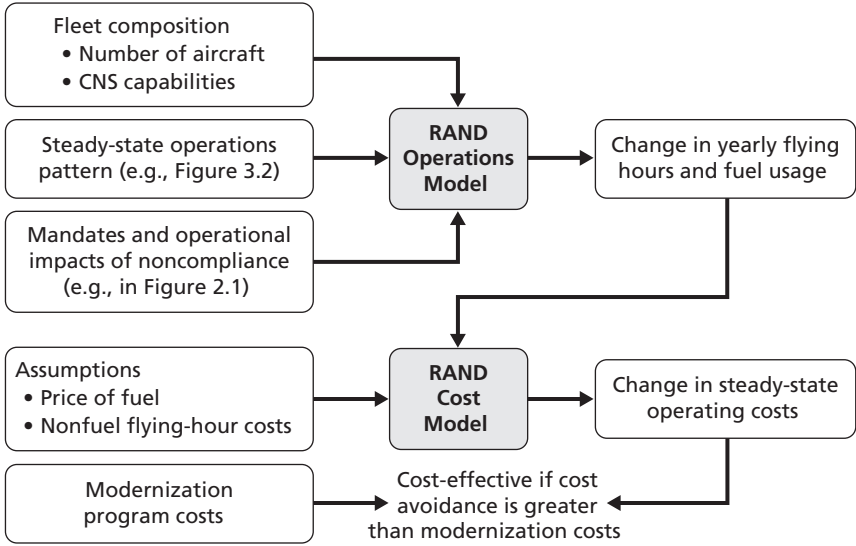 Fleet composition
• Number of aircraft
• CNS capabilities
Steady-state operations
pattern (e.g., Figure 3.2)
Mandates and operational
impacts of noncompliance
(e.g., in Figure 2.1)
RAND
Operations
Model
Change in yearly flying
hours and fuel usage
Assumptions
• Price of fuel
• Nonfuel flying-hour costs
RAND
Cost
Model
Change in steady-state
operating costs
Modernization
program costs
Cost-effective if cost
avoidance is greater
than modernization costs